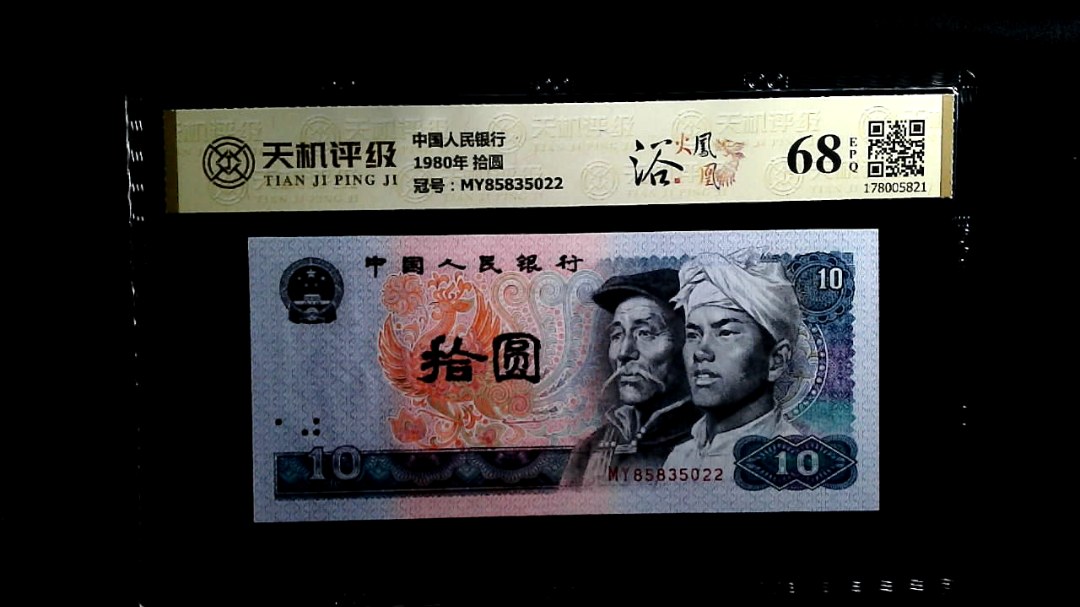 天机评级
TIAN JI PING JI
中国人民银行
1980年 拾圆
冠号：MY85835022
浴火鳳凰
68 EPQ
178005821
中国人民银行
10
拾圆
10
MY85835022
10